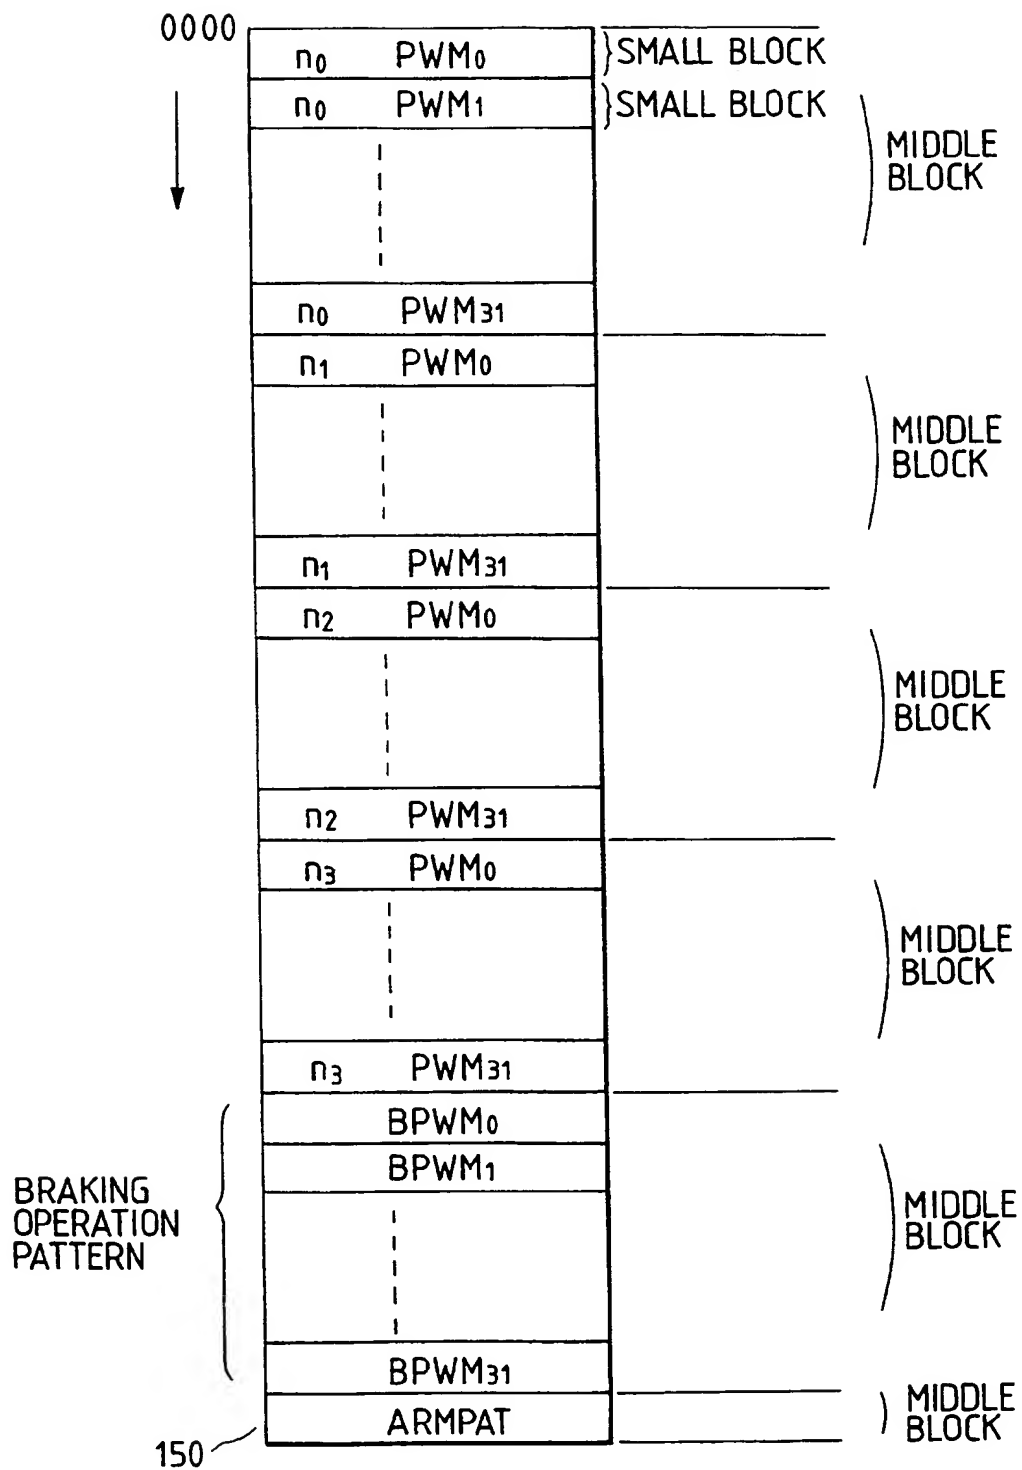 0000
n0 PWM0 SMALL BLOCK
n0 PWM1 SMALL BLOCK
MIDDLE
BLOCK
n0 PWM31
n1 PWM0
MIDDLE
BLOCK
n1 PWM31
n2 PWM0
MIDDLE
BLOCK
n2 PWM31
n3 PWM0
MIDDLE
BLOCK
n3 PWM31
BPWM0
BPWM1
BRAKING
OPERATION
PATTERN
MIDDLE
BLOCK
BPWM31
ARMPAT
MIDDLE
BLOCK
150